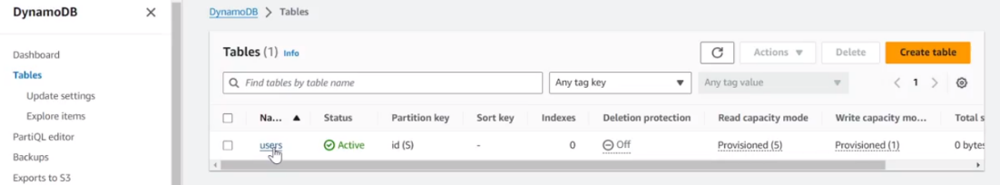 DynamoDB ×
DynamoDB > Tables
Tables (1) Info
Actions ▼ Delete Create table
Dashboard
Tables
Find tables by table name
Any tag key ▼ Any tag value ▼
< 1 >
Update settings
Explore items
Na... ▲ Status Partition key Sort key Indexes Deletion protection Read capacity mode Write capacity mo... Total s
PartiQL editor
users Active id (S) - 0 Off Provisioned (5) Provisioned (1) 0 bytes
Backups
Exports to S3